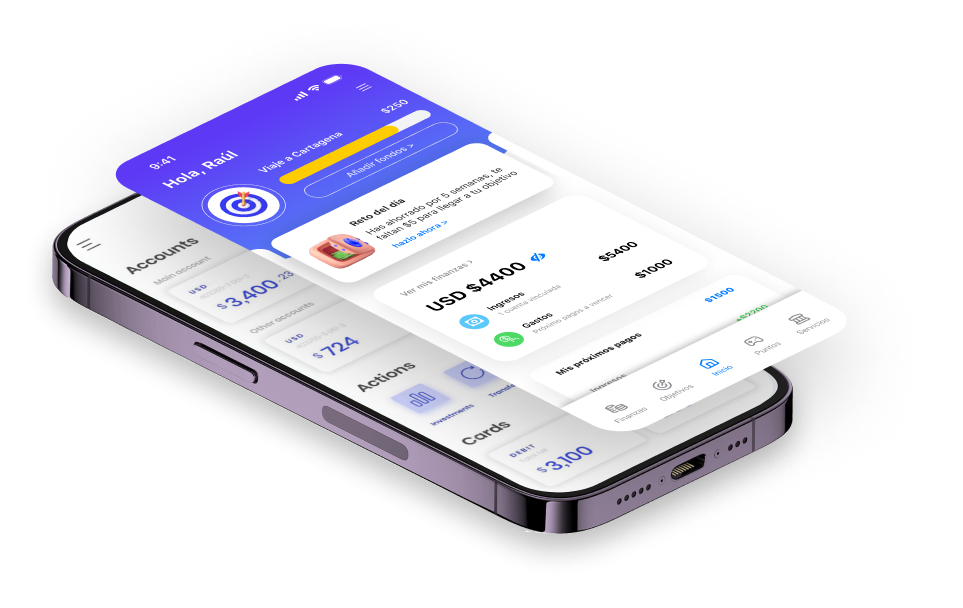 9:41
Hola, Raúl
Viaje a Cartagena
$250
Añadir fondos >
Reto del día
Has ahorrado por 5 semanas, te
faltan $5 para llegar a tu objetivo
hazlo ahora >
Ver mis finanzas >
USD $4400
Ingresos
1 cuenta vinculada
$5400
Gastos
Próximo pagos a vencer
$1000
Mis próximos pagos
$1500
Finanzas
Objetivos
Inicio
Puntos
Servicios
Accounts
Main account
USD
$3,400.23
Other accounts
USD
$724
Actions
Investments
Cards
DEBIT
$3,100